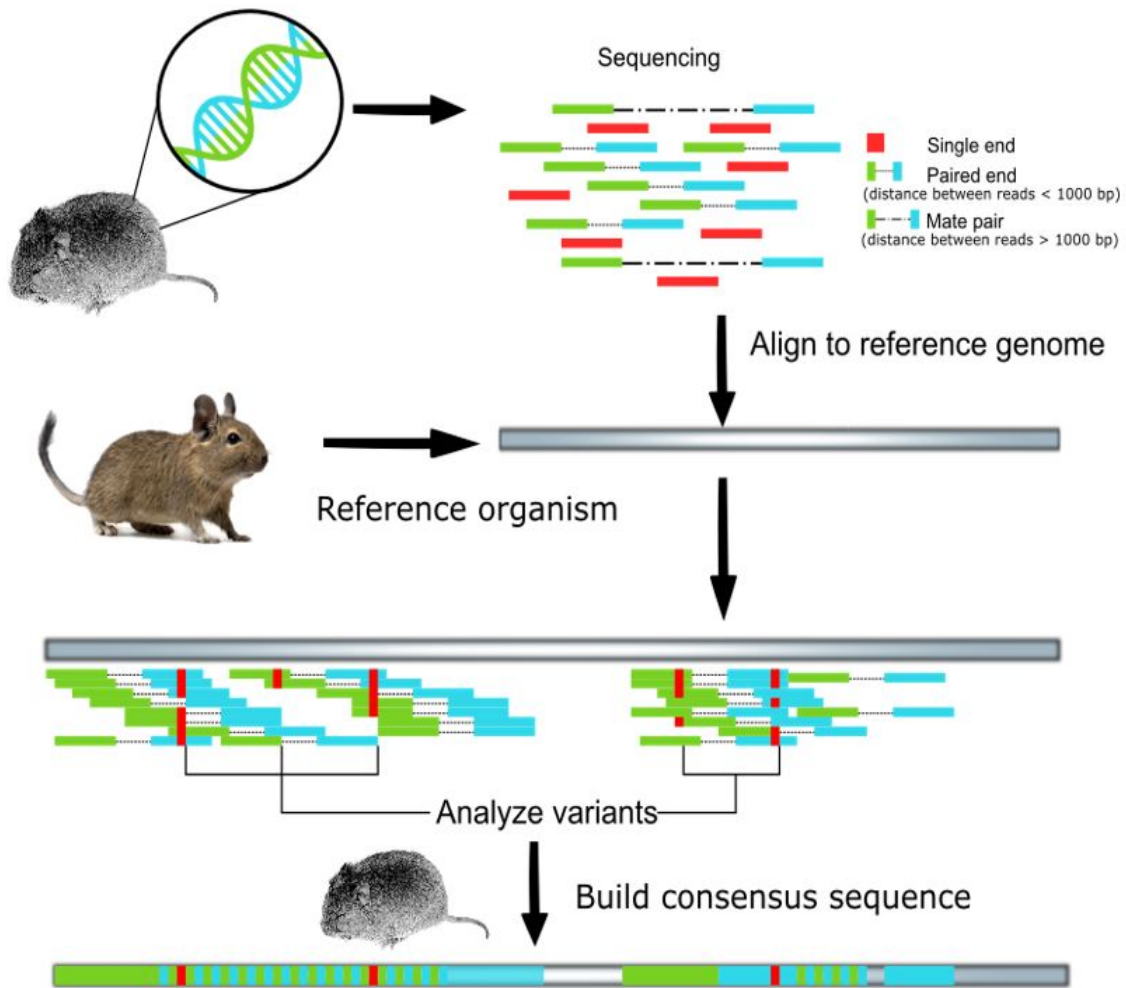 Sequencing
Single end
Paired end
(distance between reads < 1000 bp)
Mate pair
(distance between reads > 1000 bp)
Align to reference genome
Reference organism
Analyze variants
Build consensus sequence